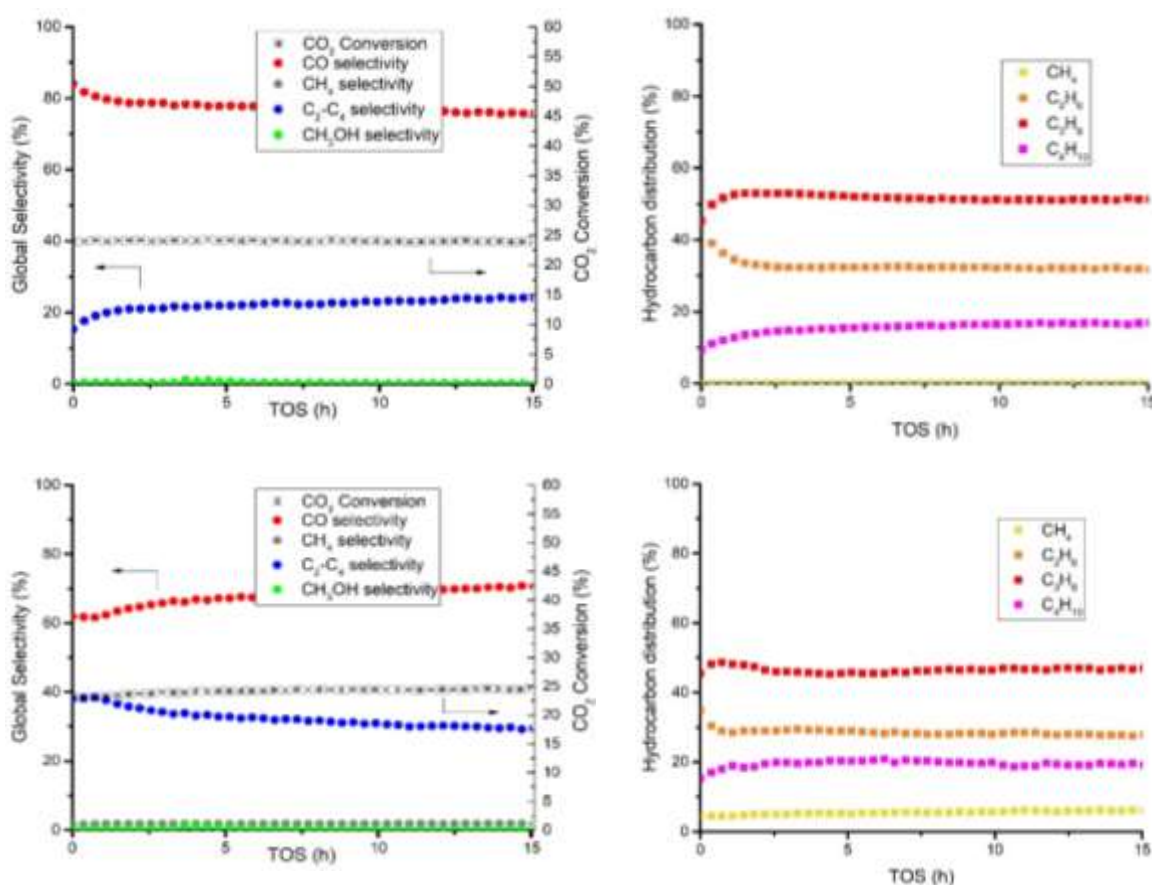 Global Selectivity (%)
100
80
60
40
20
0
CO₂ Conversion
CO selectivity
CH₄ selectivity
C₂-C₄ selectivity
CH₃OH selectivity
60
55
50
45
40
35
30
25
20
15
10
5
0
CO₂ Conversion (%)
0 5 10 15
TOS (h)
Hydrocarbon distribution (%)
100
80
60
40
20
0
CH₄
C₂H₆
C₃H₈
C₄H₁₀
0 5 10 15
TOS (h)
Global Selectivity (%)
100
80
60
40
20
0
CO₂ Conversion
CO selectivity
CH₄ selectivity
C₂-C₄ selectivity
CH₃OH selectivity
60
55
50
45
40
35
30
25
20
15
10
5
0
CO₂ Conversion (%)
0 5 10 15
TOS (h)
Hydrocarbon distribution (%)
100
80
60
40
20
0
CH₄
C₂H₆
C₃H₈
C₄H₁₀
0 5 10 15
TOS (h)